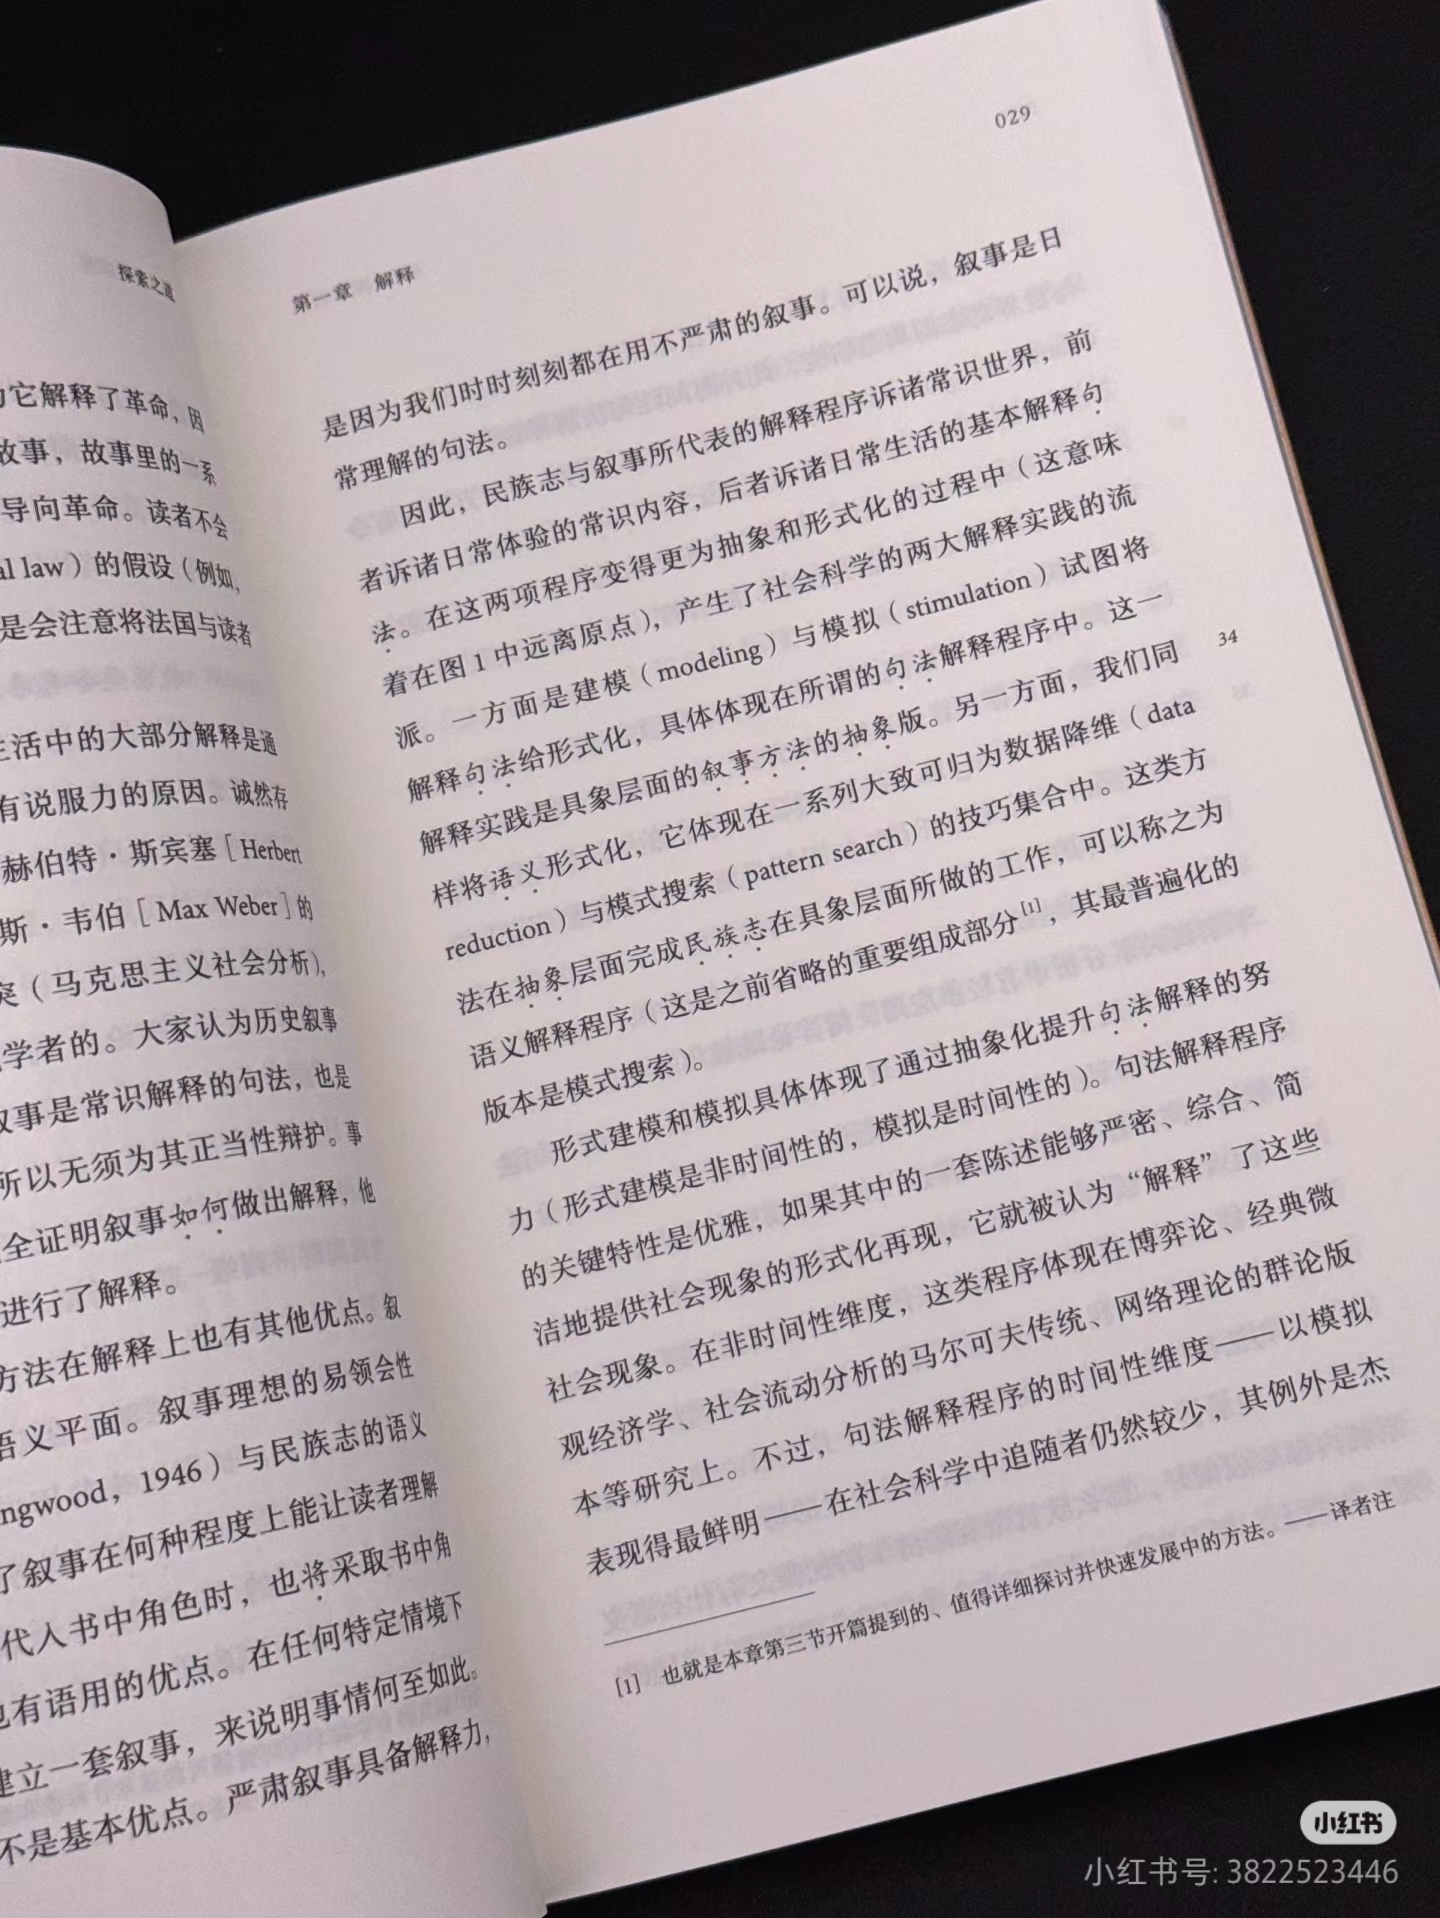 探索之道
它解释了革命，因
故事，故事里的一系
导向革命。读者不会
al law）的假设（例如，
是会注意将法国与读者
生活中的大部分解释是通
有说服力的原因。诚然存
赫伯特·斯宾塞［Herbert
斯·韦伯［Max Weber］的
突（马克思主义社会分析），
学者的。大家认为历史叙事
叙事是常识解释的句法，也是
所以无须为其正当性辩护。事
全证明叙事如何做出解释，他
进行了解释。
方法在解释上也有其他优点。叙
语义平面。叙事理想的易领会性
ngwood，1946）与民族志的语义
了叙事在何种程度上能让读者理解
代入书中角色时，也将采取书中角
也有语用的优点。在任何特定情境下
建立一套叙事，来说明事情何至如此。
不是基本优点。严肃叙事具备解释力，
029
第一章 解释
是因为我们时时刻刻都在用不严肃的叙事。可以说，叙事是日
常理解的句法。
因此，民族志与叙事所代表的解释程序诉诸常识世界，前
者诉诸日常体验的常识内容，后者诉诸日常生活的基本解释句
法。在这两项程序变得更为抽象和形式化的过程中（这意味
着在图1中远离原点），产生了社会科学的两大解释实践的流
派。一方面是建模（modeling）与模拟（stimulation）试图将
解释句法给形式化，具体体现在所谓的句法解释程序中。这一
解释实践是具象层面的叙事方法的抽象版。另一方面，我们同
样将语义形式化，它体现在一系列大致可归为数据降维（data
reduction）与模式搜索（pattern search）的技巧集合中。这类方
法在抽象层面完成民族志在具象层面所做的工作，可以称之为
语义解释程序（这是之前省略的重要组成部分[1]，其最普遍化的
版本是模式搜索）。
形式建模和模拟具体体现了通过抽象化提升句法解释的努
力（形式建模是非时间性的，模拟是时间性的）。句法解释程序
的关键特性是优雅，如果其中的一套陈述能够严密、综合、简
洁地提供社会现象的形式化再现，它就被认为“解释”了这些
社会现象。在非时间性维度，这类程序体现在博弈论、经典微
观经济学、社会流动分析的马尔可夫传统、网络理论的群论版
本等研究上。不过，句法解释程序的时间性维度——以模拟
表现得最鲜明——在社会科学中追随者仍然较少，其例外是杰
34
[1] 也就是本章第三节开篇提到的、值得详细探讨并快速发展中的方法。——译者注
小红书
小红书号: 3822523446